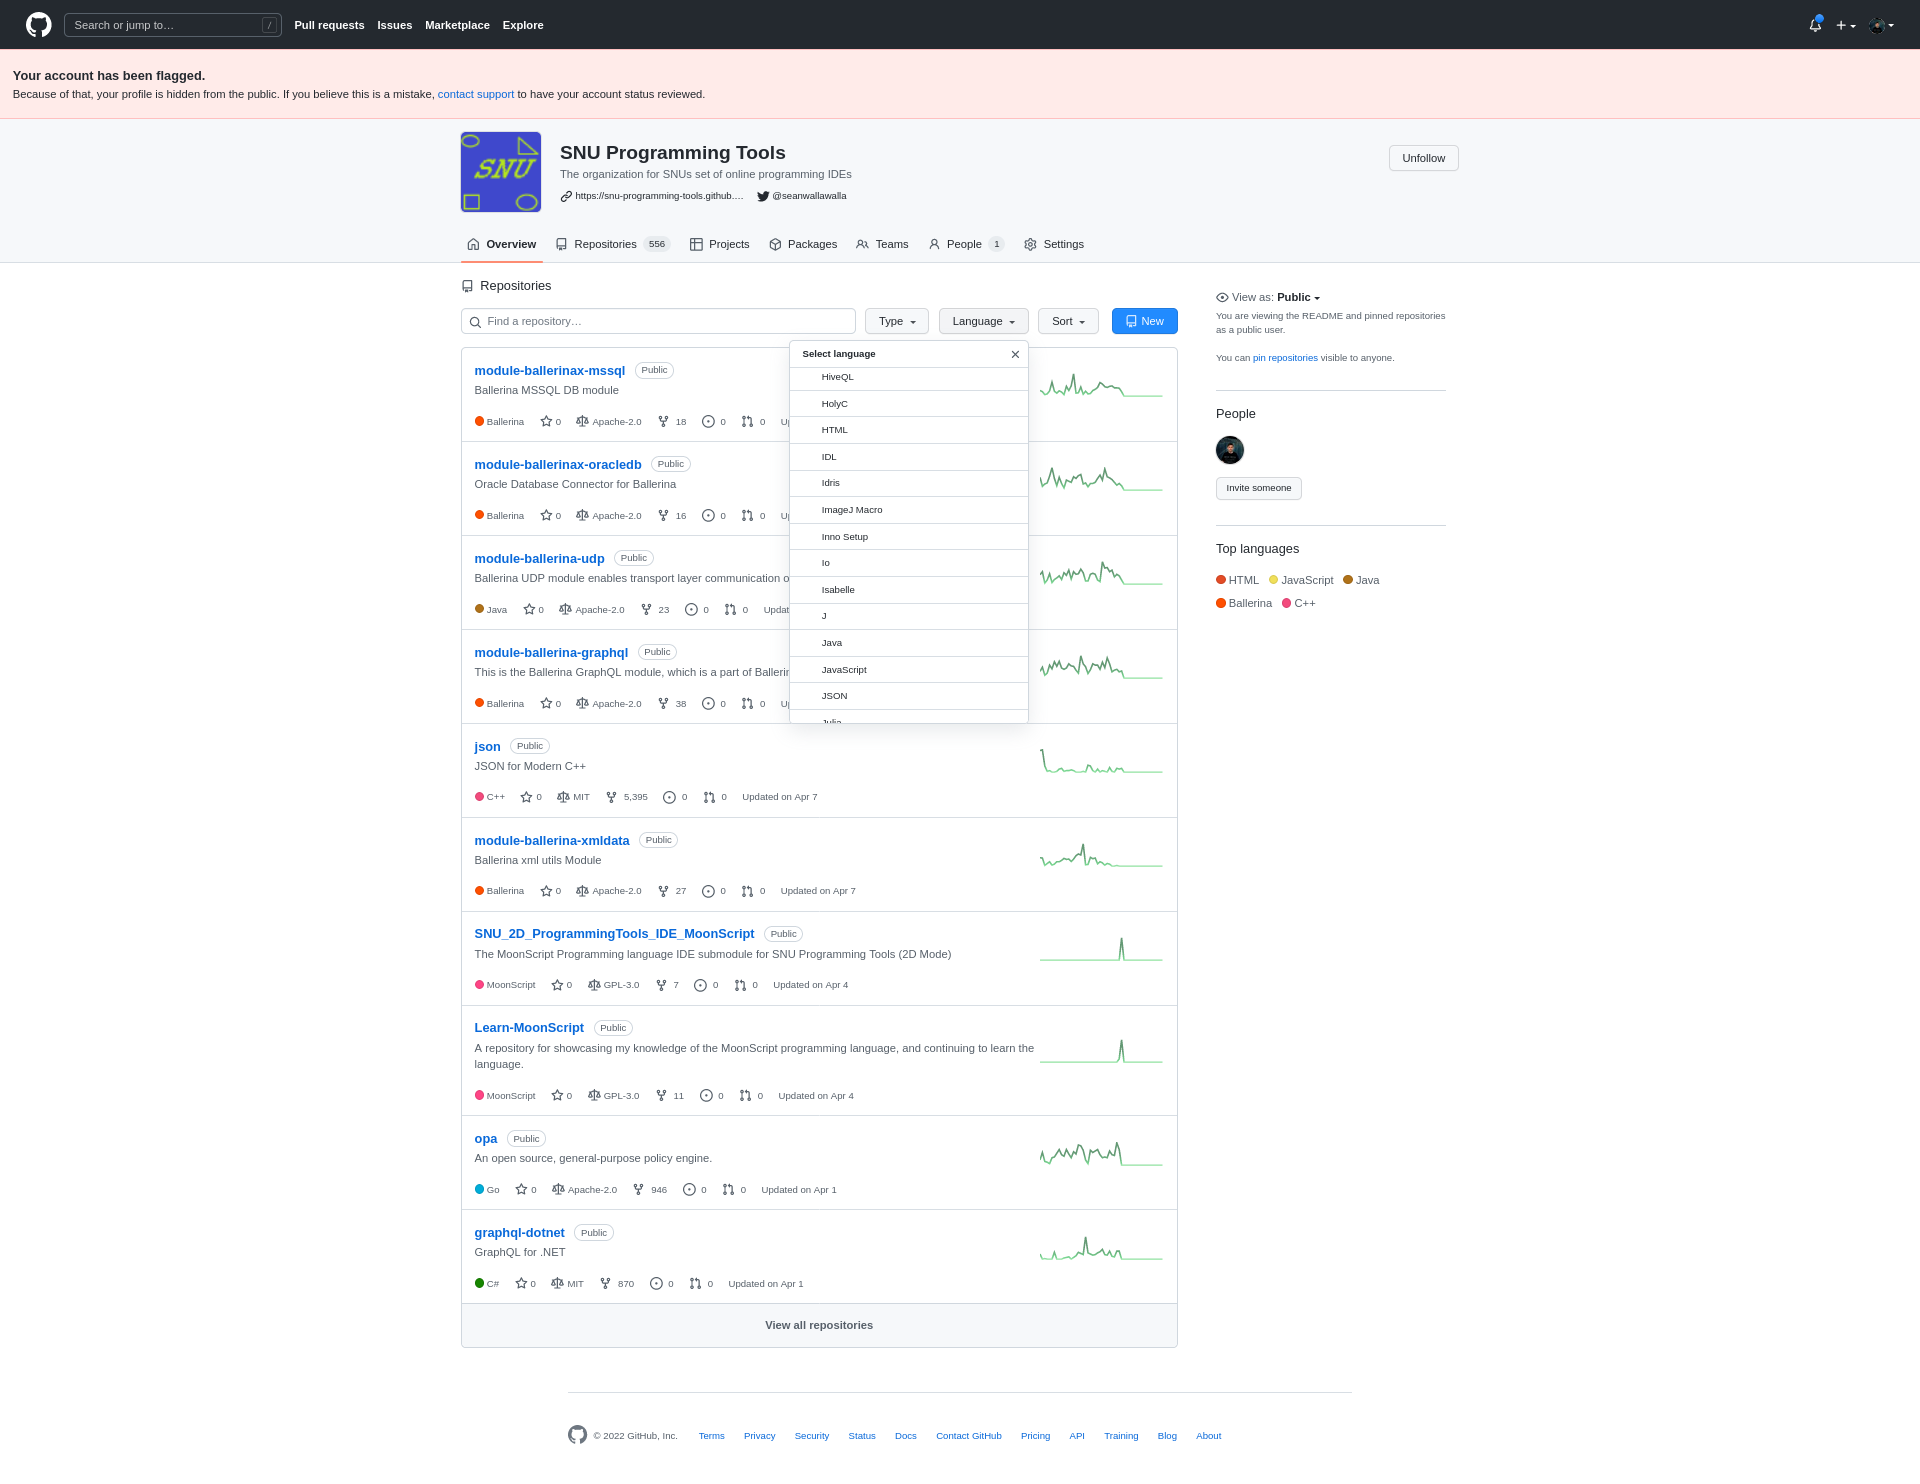 Search or jump to…
/
Pull requests Issues Marketplace Explore
Your account has been flagged.
Because of that, your profile is hidden from the public. If you believe this is a mistake, contact support to have your account status reviewed.
SNU
SNU Programming Tools
The organization for SNUs set of online programming IDEs
https://snu-programming-tools.github.… @seanwallawalla
Unfollow
Overview Repositories 556 Projects Packages Teams People 1 Settings
Repositories
Find a repository…
Type Language Sort New
Select language
HiveQL
HolyC
HTML
IDL
Idris
ImageJ Macro
Inno Setup
Io
Isabelle
J
Java
JavaScript
JSON
Julia
module-ballerinax-mssql Public
Ballerina MSSQL DB module
Ballerina 0 Apache-2.0 18 0 0 Up
module-ballerinax-oracledb Public
Oracle Database Connector for Ballerina
Ballerina 0 Apache-2.0 16 0 0 Up
module-ballerina-udp Public
Ballerina UDP module enables transport layer communication o
Java 0 Apache-2.0 23 0 0 Updat
module-ballerina-graphql Public
This is the Ballerina GraphQL module, which is a part of Ballerin
Ballerina 0 Apache-2.0 38 0 0 Up
json Public
JSON for Modern C++
C++ 0 MIT 5,395 0 0 Updated on Apr 7
module-ballerina-xmldata Public
Ballerina xml utils Module
Ballerina 0 Apache-2.0 27 0 0 Updated on Apr 7
SNU_2D_ProgrammingTools_IDE_MoonScript Public
The MoonScript Programming language IDE submodule for SNU Programming Tools (2D Mode)
MoonScript 0 GPL-3.0 7 0 0 Updated on Apr 4
Learn-MoonScript Public
A repository for showcasing my knowledge of the MoonScript programming language, and continuing to learn the
language.
MoonScript 0 GPL-3.0 11 0 0 Updated on Apr 4
opa Public
An open source, general-purpose policy engine.
Go 0 Apache-2.0 946 0 0 Updated on Apr 1
graphql-dotnet Public
GraphQL for .NET
C# 0 MIT 870 0 0 Updated on Apr 1
View all repositories
View as: Public
You are viewing the README and pinned repositories
as a public user.
You can pin repositories visible to anyone.
People
Invite someone
Top languages
HTML JavaScript Java
Ballerina C++
© 2022 GitHub, Inc. Terms Privacy Security Status Docs Contact GitHub Pricing API Training Blog About